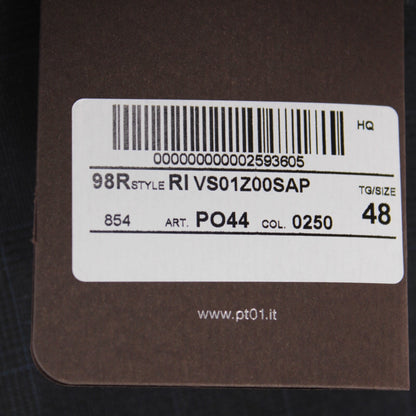 HQ
000000000002593605
98R STYLE RI VS01Z00SAP TG/SIZE
854 ART. PO44 COL. 0250 48
www.pt01.it